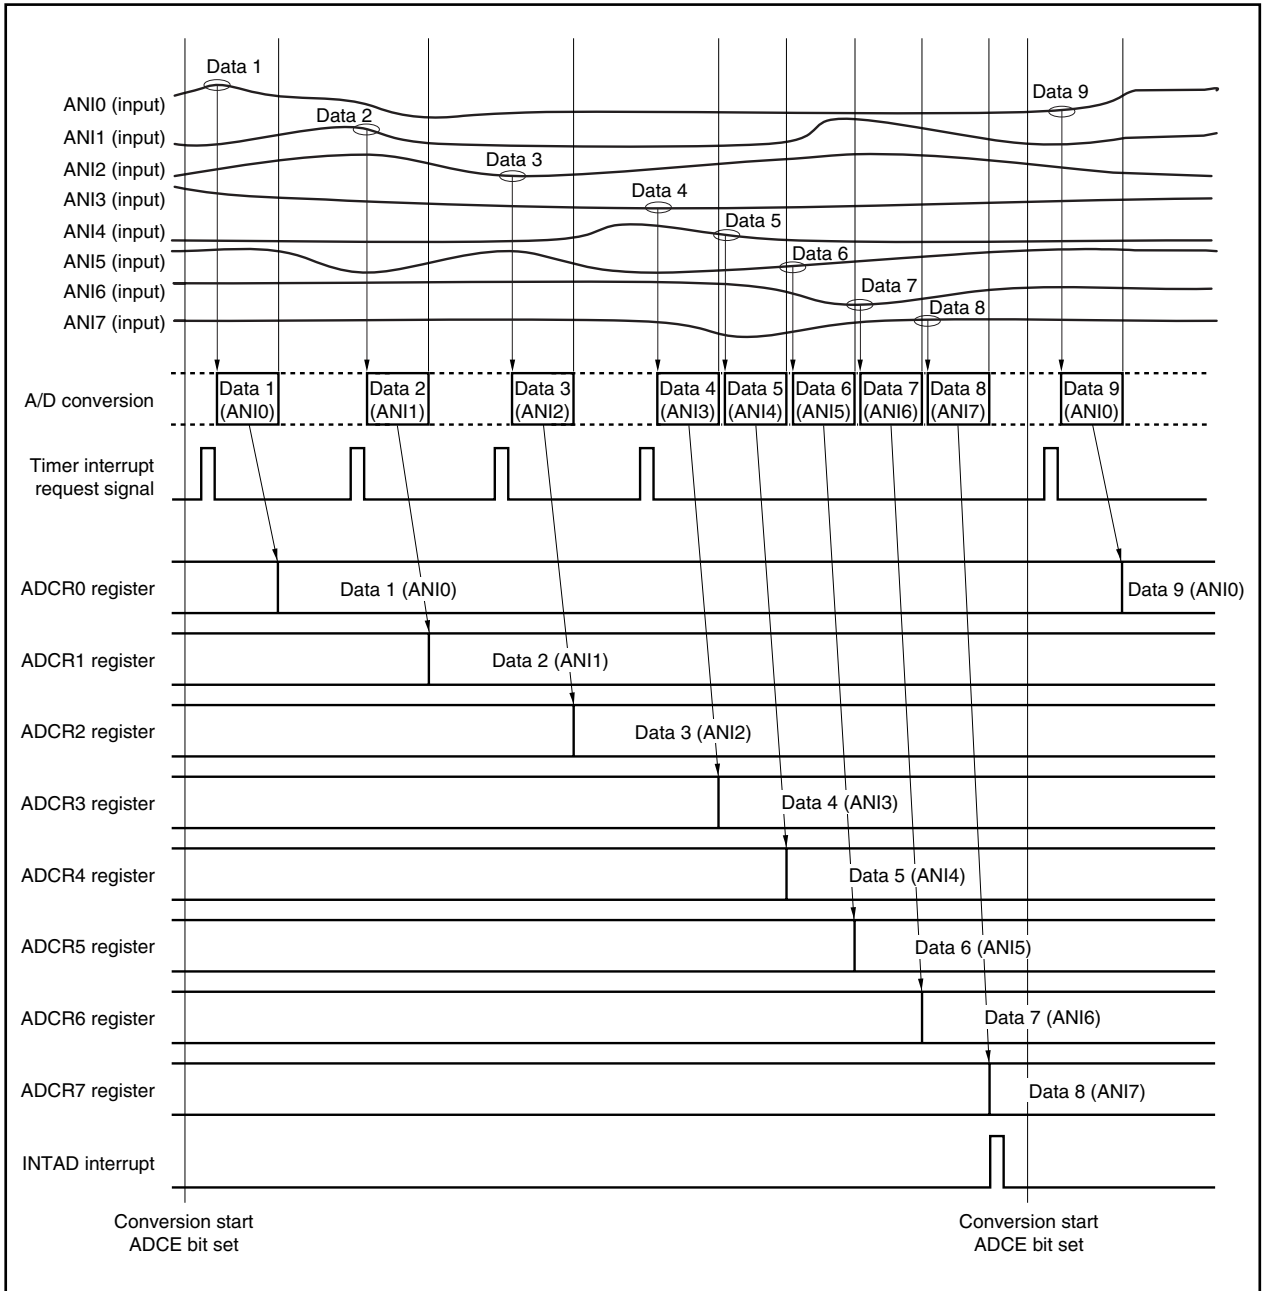 Data 1
Data 9
ANI0 (input)
Data 2
ANI1 (input)
Data 3
ANI2 (input)
Data 4
ANI3 (input)
Data 5
ANI4 (input)
Data 6
ANI5 (input)
Data 7
ANI6 (input)
Data 8
ANI7 (input)
A/D conversion
Data 1
(ANI0)
Data 2
(ANI1)
Data 3
(ANI2)
Data 4
(ANI3)
Data 5
(ANI4)
Data 6
(ANI5)
Data 7
(ANI6)
Data 8
(ANI7)
Data 9
(ANI0)
Timer interrupt
request signal
ADCR0 register
Data 1 (ANI0)
Data 9 (ANI0)
ADCR1 register
Data 2 (ANI1)
ADCR2 register
Data 3 (ANI2)
ADCR3 register
Data 4 (ANI3)
ADCR4 register
Data 5 (ANI4)
ADCR5 register
Data 6 (ANI5)
ADCR6 register
Data 7 (ANI6)
ADCR7 register
Data 8 (ANI7)
INTAD interrupt
Conversion start
ADCE bit set
Conversion start
ADCE bit set